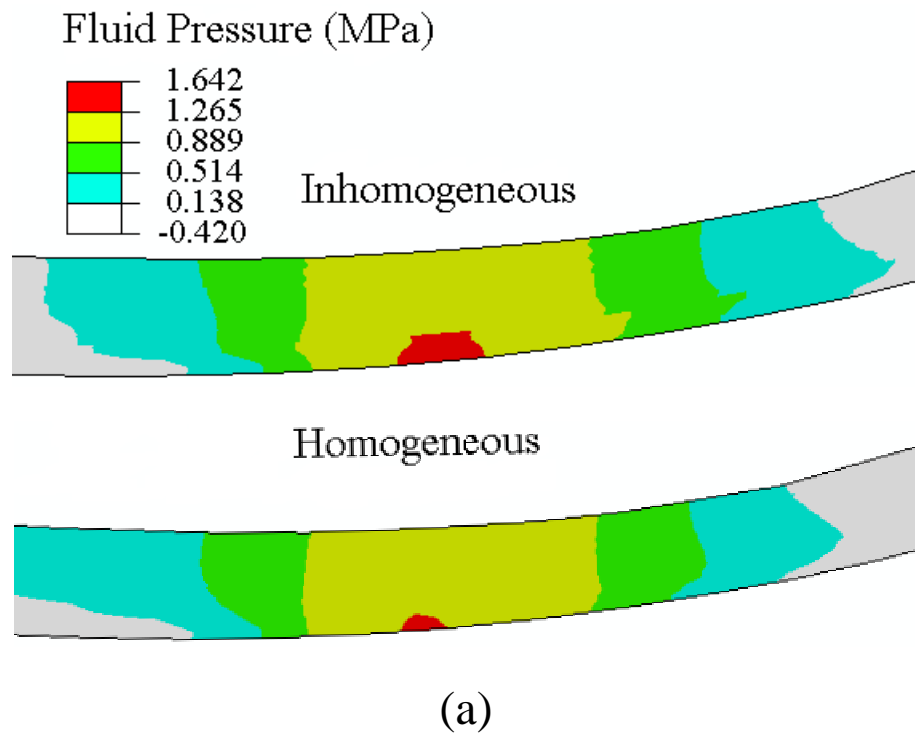 Fluid Pressure (MPa)
1.642
1.265
0.889
0.514
0.138
-0.420
Inhomogeneous
Homogeneous
(a)